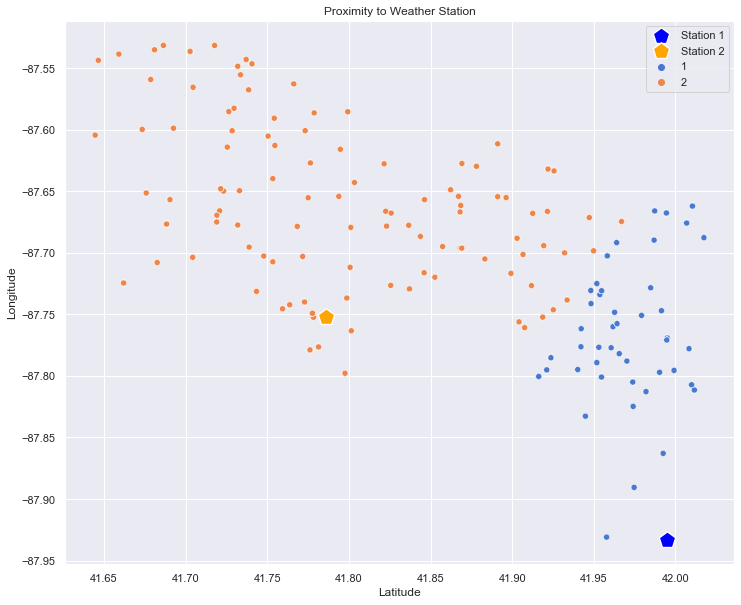 Proximity to Weather Station
Station 1
Station 2
1
2
Longitude
−87.55
−87.60
−87.65
−87.70
−87.75
−87.80
−87.85
−87.90
−87.95
41.65 41.70 41.75 41.80 41.85 41.90 41.95 42.00
Latitude